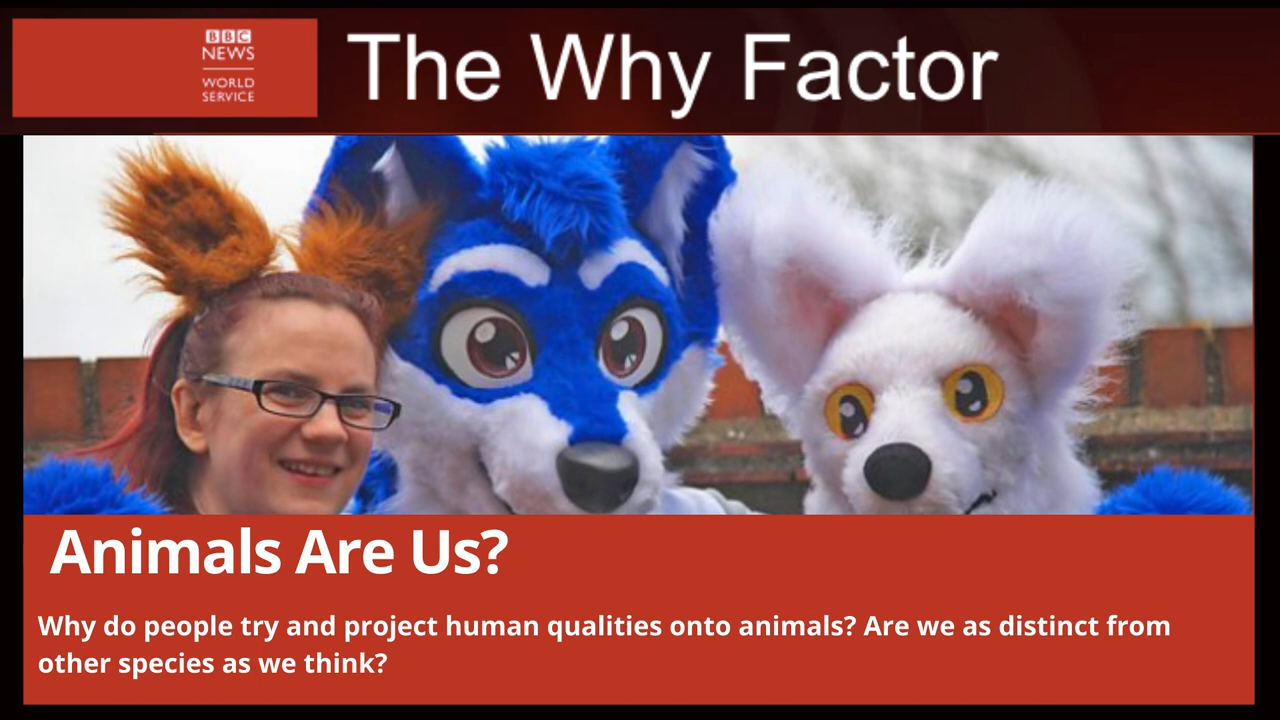 BBC
NEWS
WORLD
SERVICE
The Why Factor
Animals Are Us?
Why do people try and project human qualities onto animals? Are we as distinct from
other species as we think?